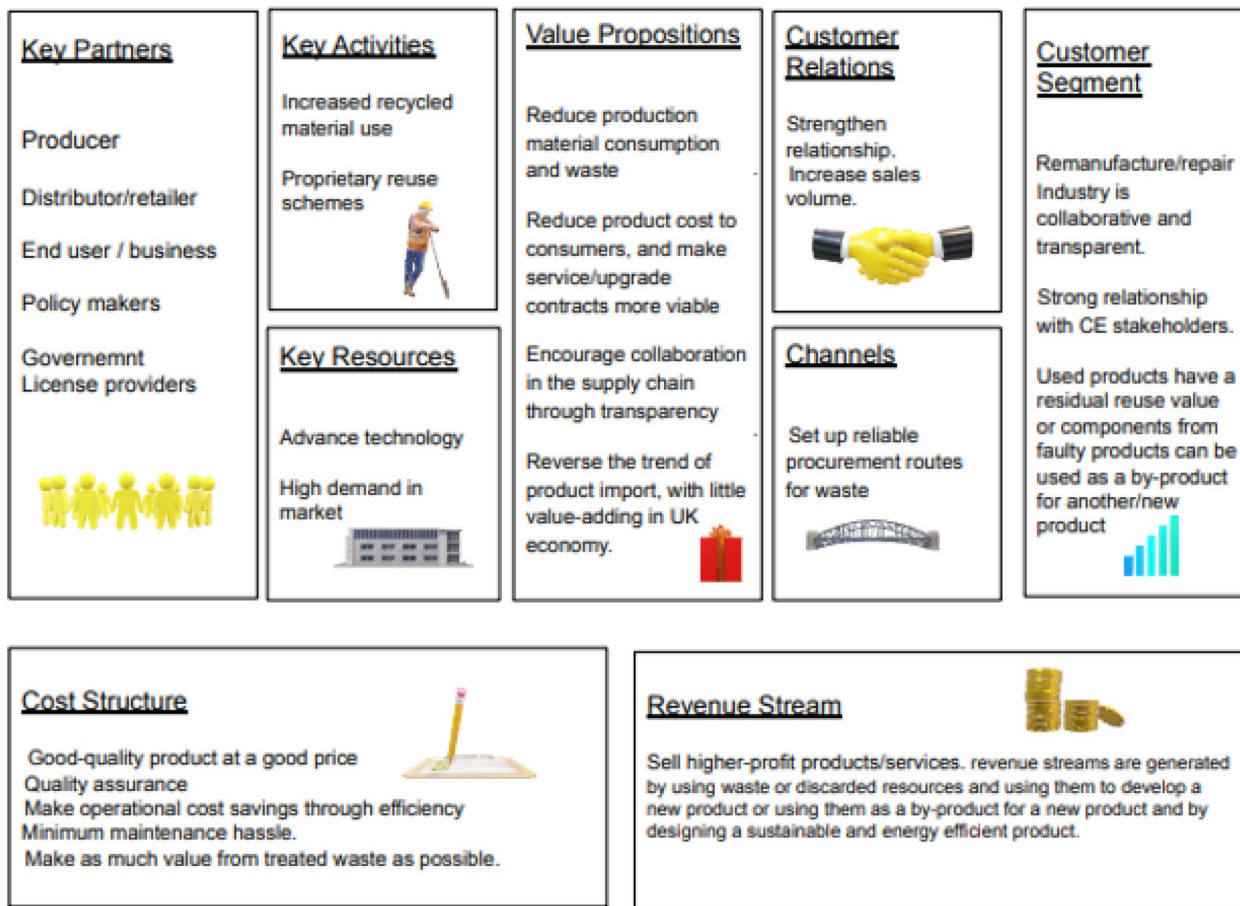 Key Partners
Producer
Distributor/retailer
End user / business
Policy makers
Governemnt
License providers
Key Activities
Increased recycled
material use
Proprietary reuse
schemes
Key Resources
Advance technology
High demand in
market
Value Propositions
Reduce production
material consumption
and waste
Reduce product cost to
consumers, and make
service/upgrade
contracts more viable
Encourage collaboration
in the supply chain
through transparency
Reverse the trend of
product import, with little
value-adding in UK
economy.
Customer
Relations
Strengthen
relationship.
Increase sales
volume.
Channels
Set up reliable
procurement routes
for waste
Customer
Segment
Remanufacture/repair
Industry is
collaborative and
transparent.
Strong relationship
with CE stakeholders.
Used products have a
residual reuse value
or components from
faulty products can be
used as a by-product
for another/new
product
Cost Structure
Good-quality product at a good price
Quality assurance
Make operational cost savings through efficiency
Minimum maintenance hassle.
Make as much value from treated waste as possible.
Revenue Stream
Sell higher-profit products/services. revenue streams are generated
by using waste or discarded resources and using them to develop a
new product or using them as a by-product for a new product and by
designing a sustainable and energy efficient product.